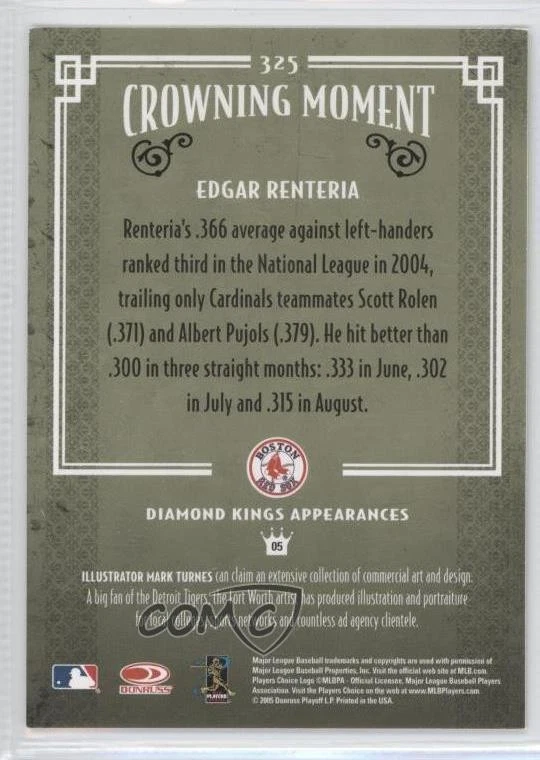 325
CROWNING MOMENT
EDGAR RENTERIA
Renteria's .366 average against left-handers
ranked third in the National League in 2004,
trailing only Cardinals teammates Scott Rolen
(.371) and Albert Pujols (.379). He hit better than
.300 in three straight months: .333 in June, .302
in July and .315 in August.
BOSTON
RED SOX
DIAMOND KINGS APPEARANCES
05
ILLUSTRATOR MARK TURNES can claim an extensive collection of commercial art and design.
A big fan of the Detroit Tigers, the Fort Worth artist has produced illustration and portraiture
for local colleges, sports networks and countless ad agency clientele.
COMC
DONRUSS
PLAYERS
Major League Baseball trademarks and copyrights are used with permission of
Major League Baseball Properties, Inc. Visit the official web site at MLB.com.
Players Choice Logo ©MLBPA - Official Licensee, Major League Baseball Players
Association. Visit the Players Choice on the web at www.MLBPlayers.com
© 2005 Donruss Playoff L.P. Printed in the USA.